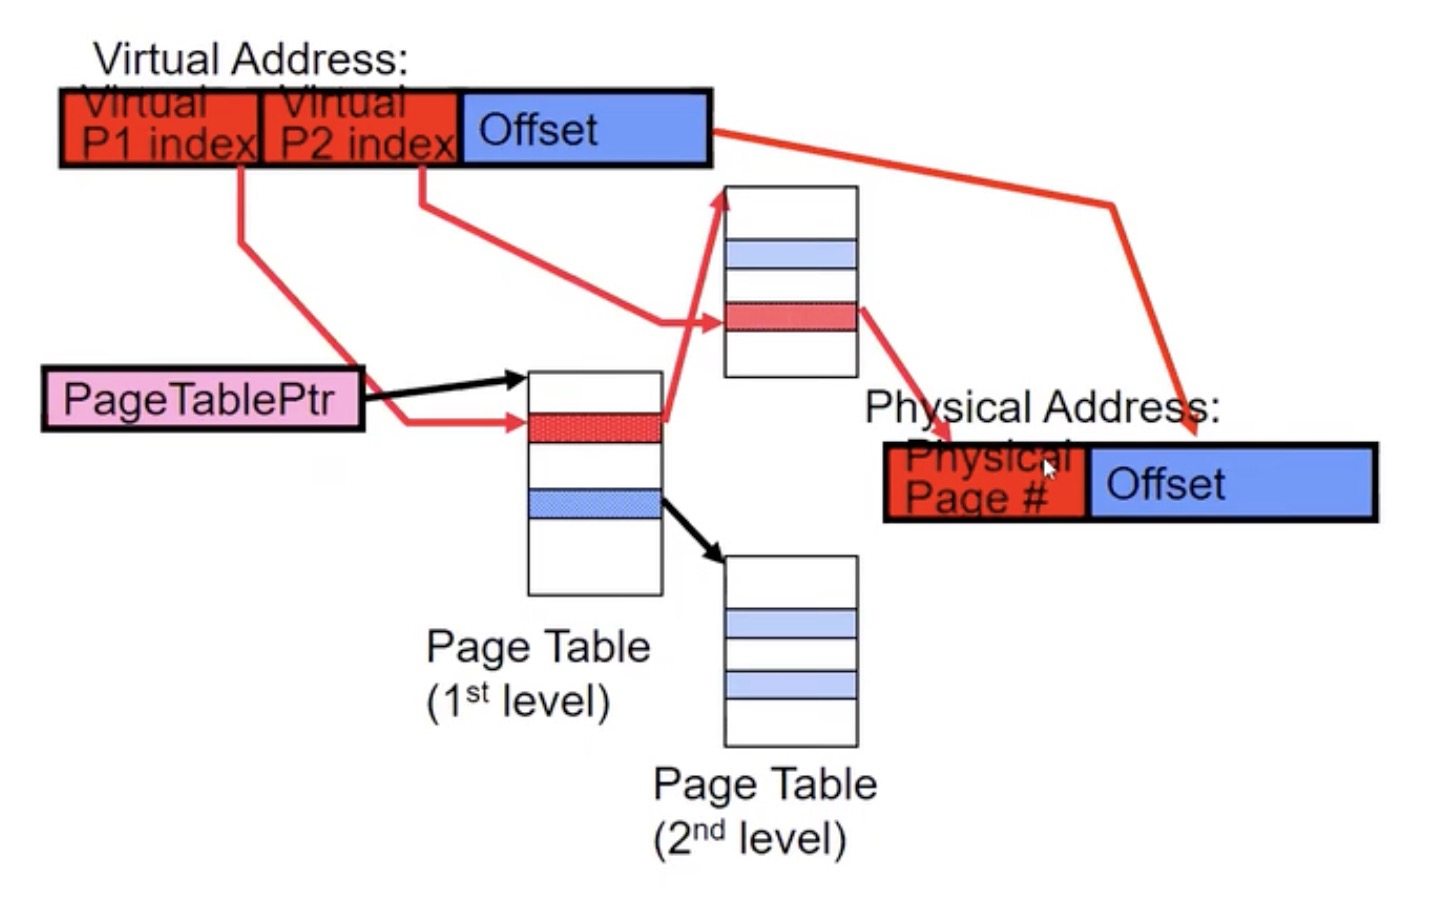 Virtual Address:
Virtual
P1 index
Virtual
P2 index
Offset
PageTablePtr
Physical Address:
Physical
Page #
Offset
Page Table
(1st level)
Page Table
(2nd level)